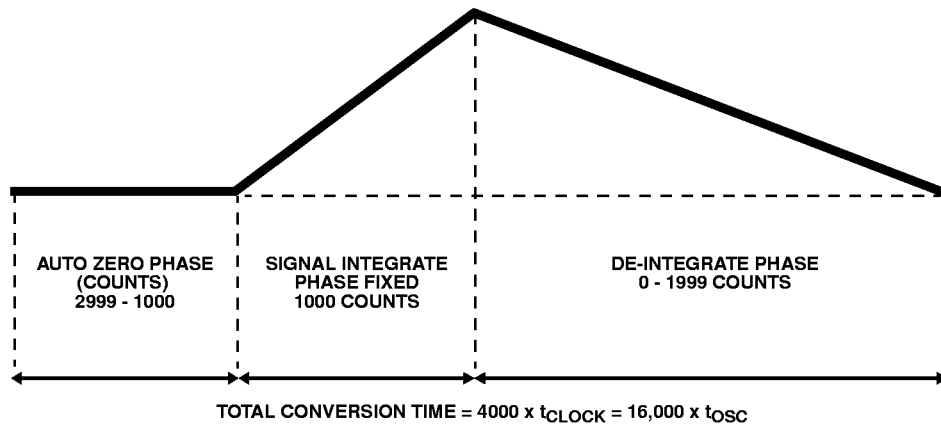 AUTO ZERO PHASE
(COUNTS)
2999 - 1000
SIGNAL INTEGRATE
PHASE FIXED
1000 COUNTS
DE-INTEGRATE PHASE
0 - 1999 COUNTS
TOTAL CONVERSION TIME = 4000 x tCLOCK = 16,000 x tOSC